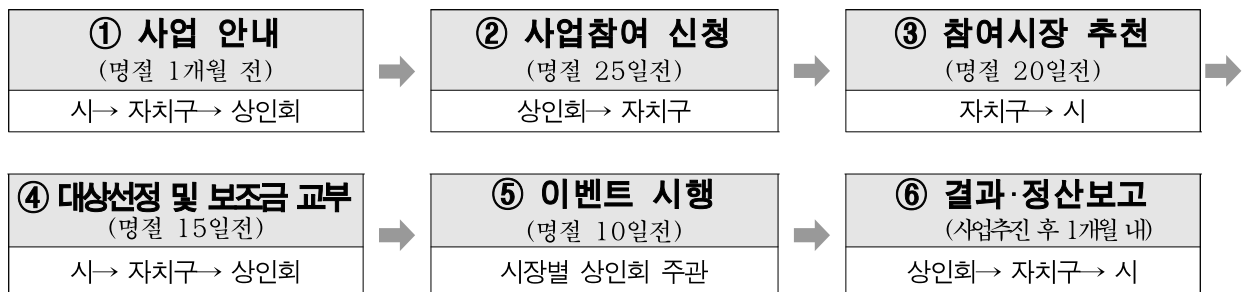 ① 사업 안내
(명절 1개월 전)
시→ 자치구→ 상인회
② 사업참여 신청
(명절 25일전)
상인회→ 자치구
③ 참여시장 추천
(명절 20일전)
자치구→ 시
④ 대상선정 및 보조금 교부
(명절 15일전)
시→ 자치구→ 상인회
⑤ 이벤트 시행
(명절 10일전)
시장별 상인회 주관
⑥ 결과·정산보고
(사업추진 후 1개월 내)
상인회→ 자치구→ 시